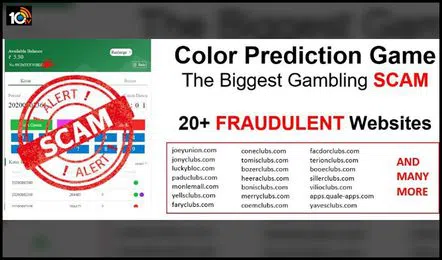 10
Available Balance
₹ 3.50
Recharge
ALERT!
SCAM
!ALERT!
Color Prediction Game
The Biggest Gambling SCAM
20+ FRAUDULENT Websites
joeyunion.com coneclubs.com facdorclubs.com
jonyclubs.com tomisclubs.com terionclubs.com
luckybloc.com bozerclubs.com booeclubs.com
paduclubs.com heeraclubs.com sillerclubs.com
monlemall.com bonisclubs.com vilioclubs.com
yellsclubs.com merryclubs.com apps.quale-apps.com
faryclubs.com coemclubs.com yavesclubs.com
AND
MANY
MORE